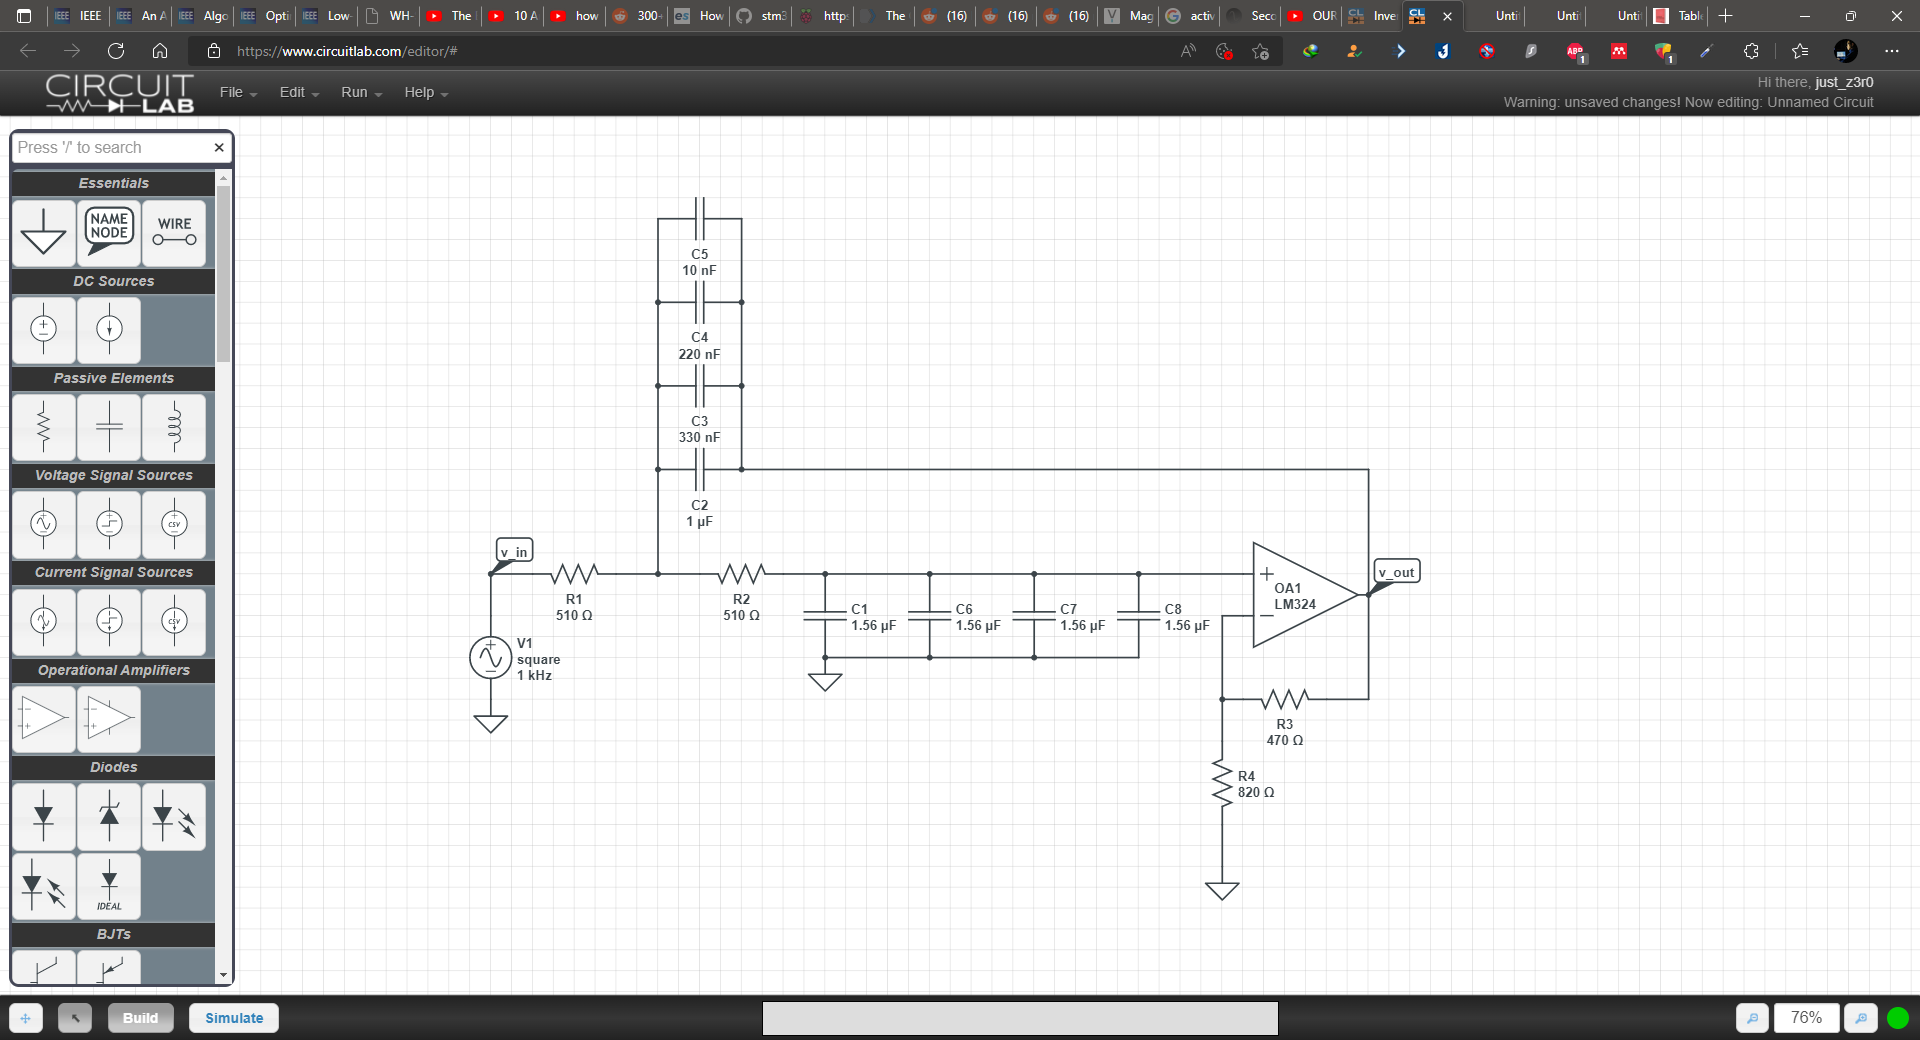 IEEE
An A
Algo
Opti
Low-
WH-
The
10 A
how
300+
How
stm3
http
The
(16)
(16)
(16)
Mag
activ
Seco
OUR
Inve
Unti
Unti
Unti
Table
https://www.circuitlab.com/editor/#
CIRCUIT
LAB
File
Edit
Run
Help
Hi there, just_z3r0
Warning: unsaved changes! Now editing: Unnamed Circuit
Press '/' to search
Essentials
NAME
NODE
WIRE
DC Sources
Passive Elements
Voltage Signal Sources
CSV
Current Signal Sources
CSV
Operational Amplifiers
Diodes
IDEAL
BJTs
C5
10 nF
C4
220 nF
C3
330 nF
C2
1 µF
v_in
R1
510 Ω
V1
square
1 kHz
R2
510 Ω
C1
1.56 µF
C6
1.56 µF
C7
1.56 µF
C8
1.56 µF
OA1
LM324
v_out
R3
470 Ω
R4
820 Ω
Build
Simulate
76%